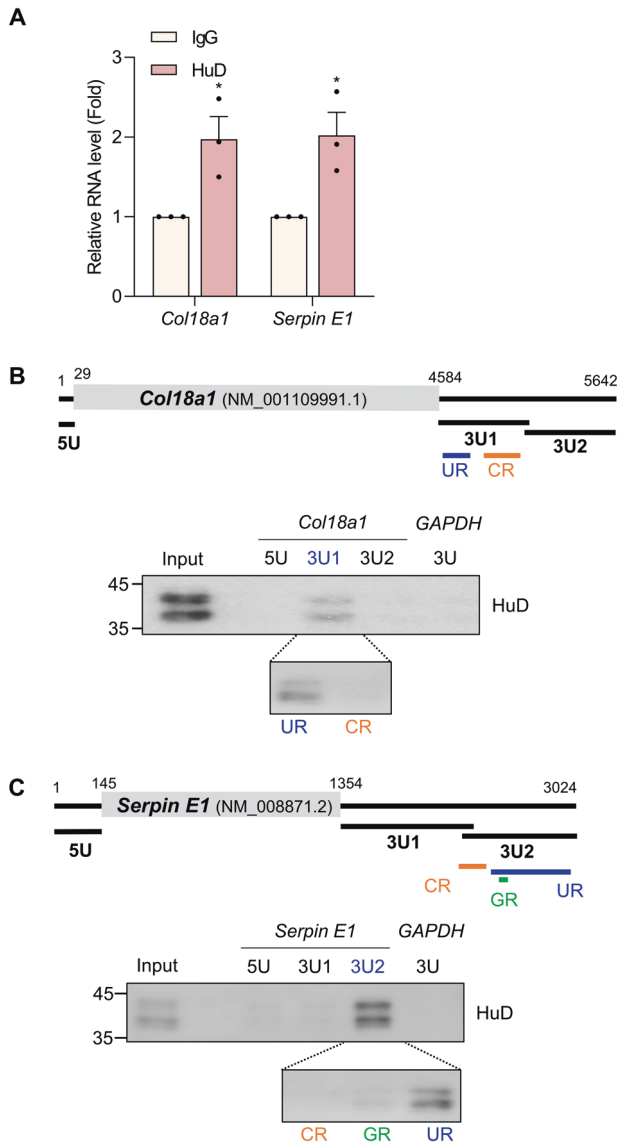 A
IgG
HuD
Relative RNA level (Fold)
3
2
1
0
*
*
Col18a1 Serpin E1
B
1 29 4584 5642
Col18a1 (NM_001109991.1)
5U 3U1 3U2
UR CR
Col18a1 GAPDH
Input 5U 3U1 3U2 3U
45
35
HuD
UR CR
C
1 145 1354 3024
Serpin E1 (NM_008871.2)
5U 3U1 3U2
CR GR UR
Serpin E1 GAPDH
Input 5U 3U1 3U2 3U
45
35
HuD
CR GR UR